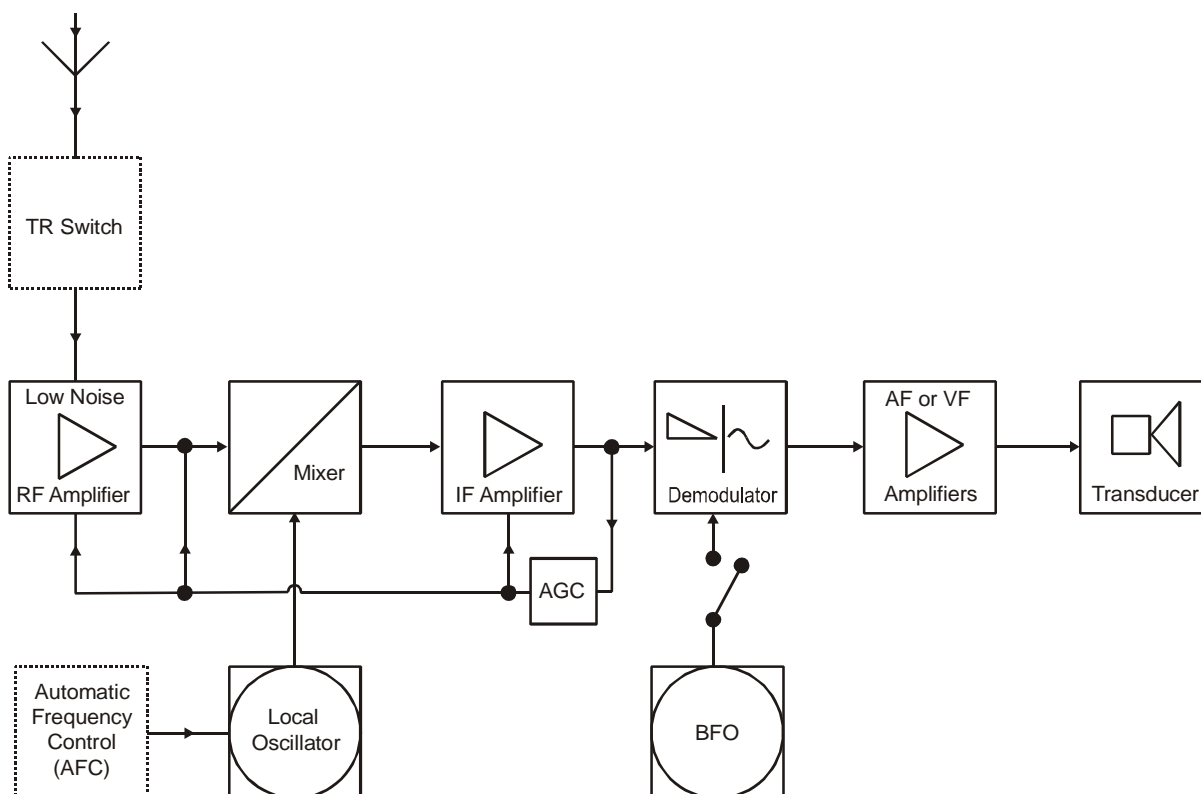 TR Switch
Low Noise
RF Amplifier
Mixer
IF Amplifier
Demodulator
AF or VF
Amplifiers
Transducer
AGC
Automatic
Frequency
Control
(AFC)
Local
Oscillator
BFO